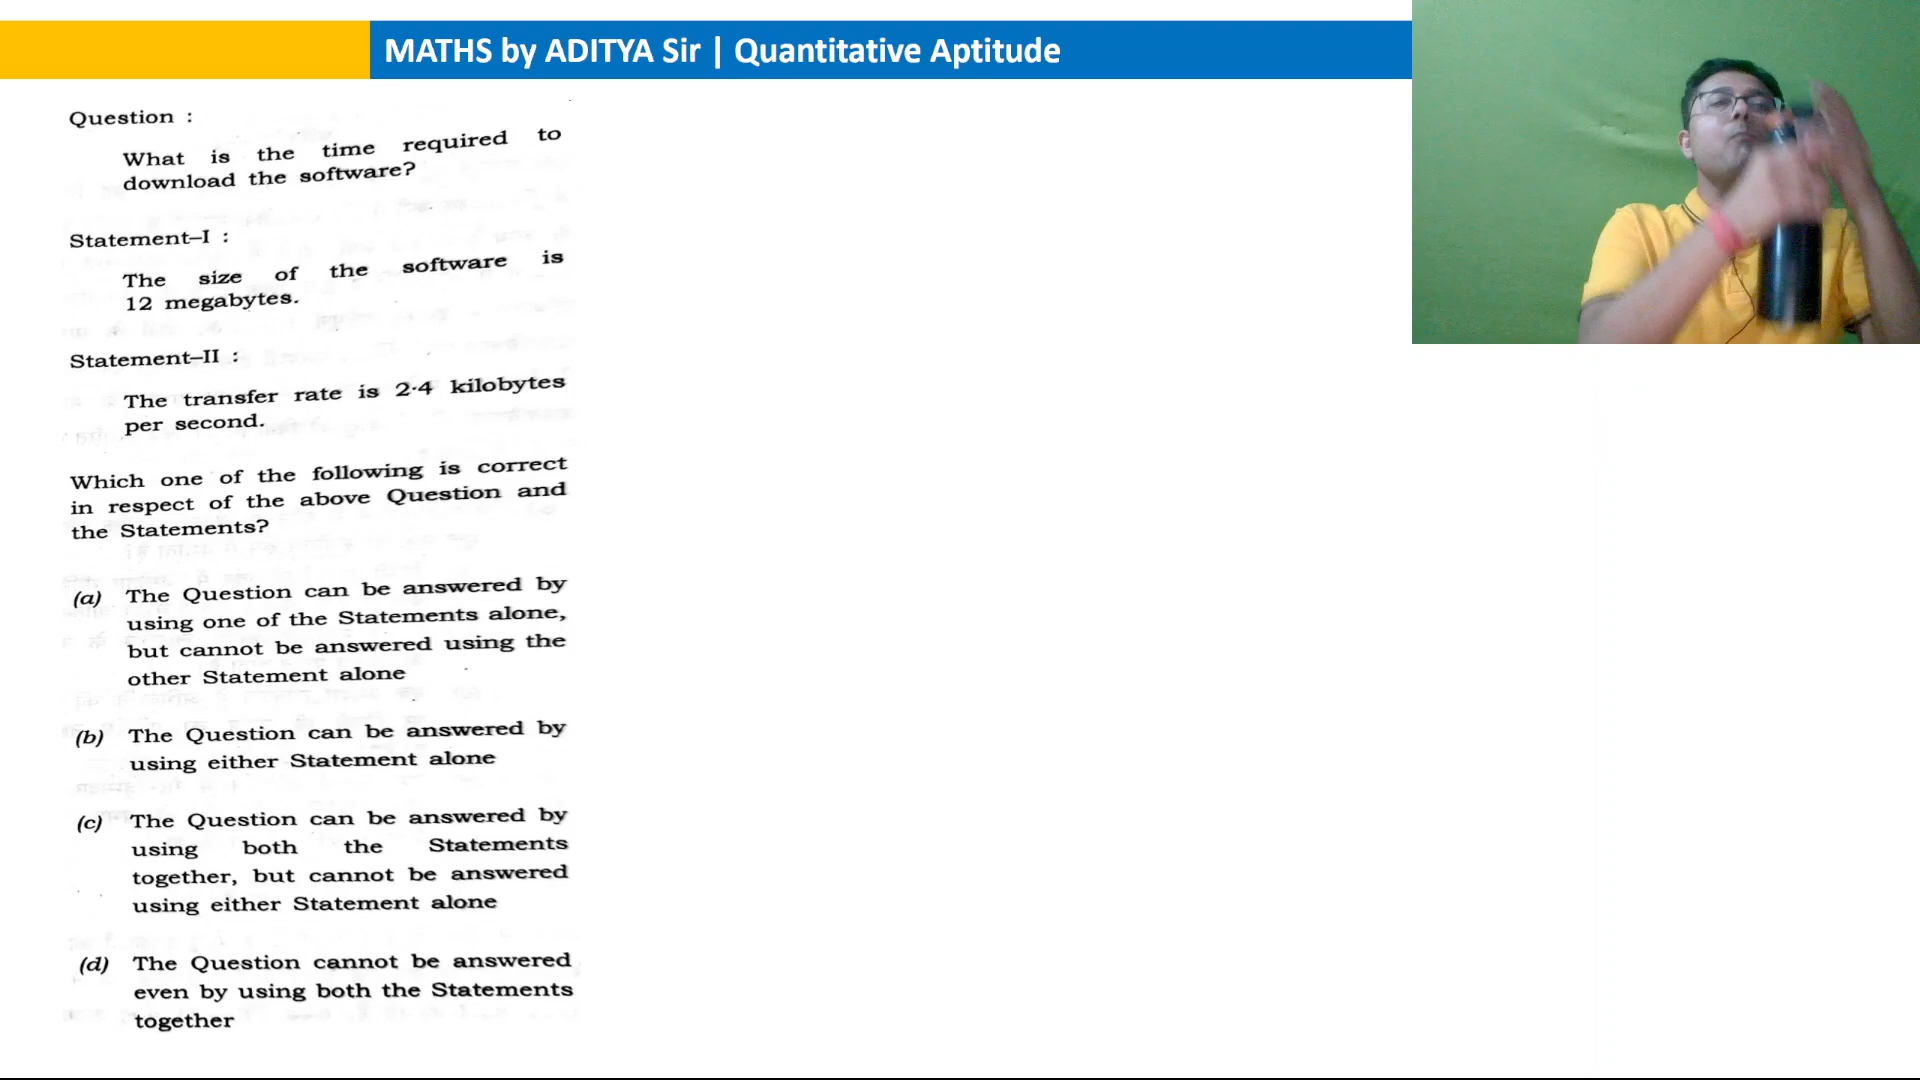 MATHS by ADITYA Sir | Quantitative Aptitude
Question :
What is the time required to
download the software?
Statement–I :
The size of the software is
12 megabytes.
Statement–II :
The transfer rate is 2·4 kilobytes
per second.
Which one of the following is correct
in respect of the above Question and
the Statements?
(a) The Question can be answered by
using one of the Statements alone,
but cannot be answered using the
other Statement alone
(b) The Question can be answered by
using either Statement alone
(c) The Question can be answered by
using both the Statements
together, but cannot be answered
using either Statement alone
(d) The Question cannot be answered
even by using both the Statements
together